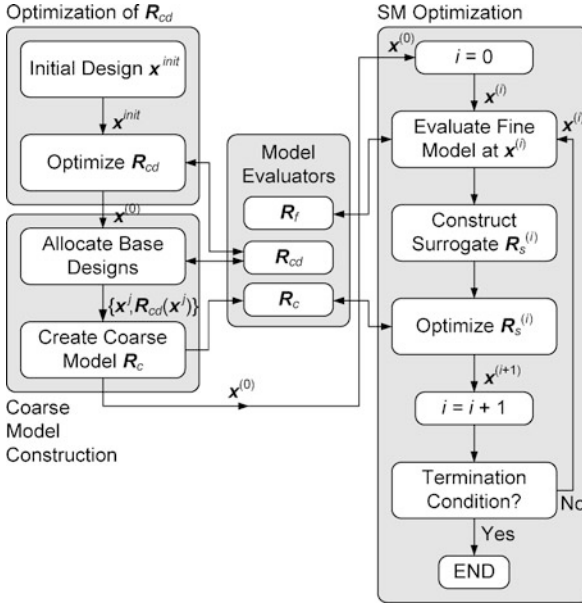 Optimization of R_cd
Initial Design x^init
x^init
Optimize R_cd
x^(0)
Allocate Base
Designs
{x^j,R_cd(x^j)}
Create Coarse
Model R_c
Coarse
Model
Construction
x^(0)
Model
Evaluators
R_f
R_cd
R_c
SM Optimization
x^(0)
i = 0
x^(i)
x^(i)
Evaluate Fine
Model at x^(i)
Construct
Surrogate R_s^(i)
Optimize R_s^(i)
x^(i+1)
i = i + 1
Termination
Condition?
No
Yes
END